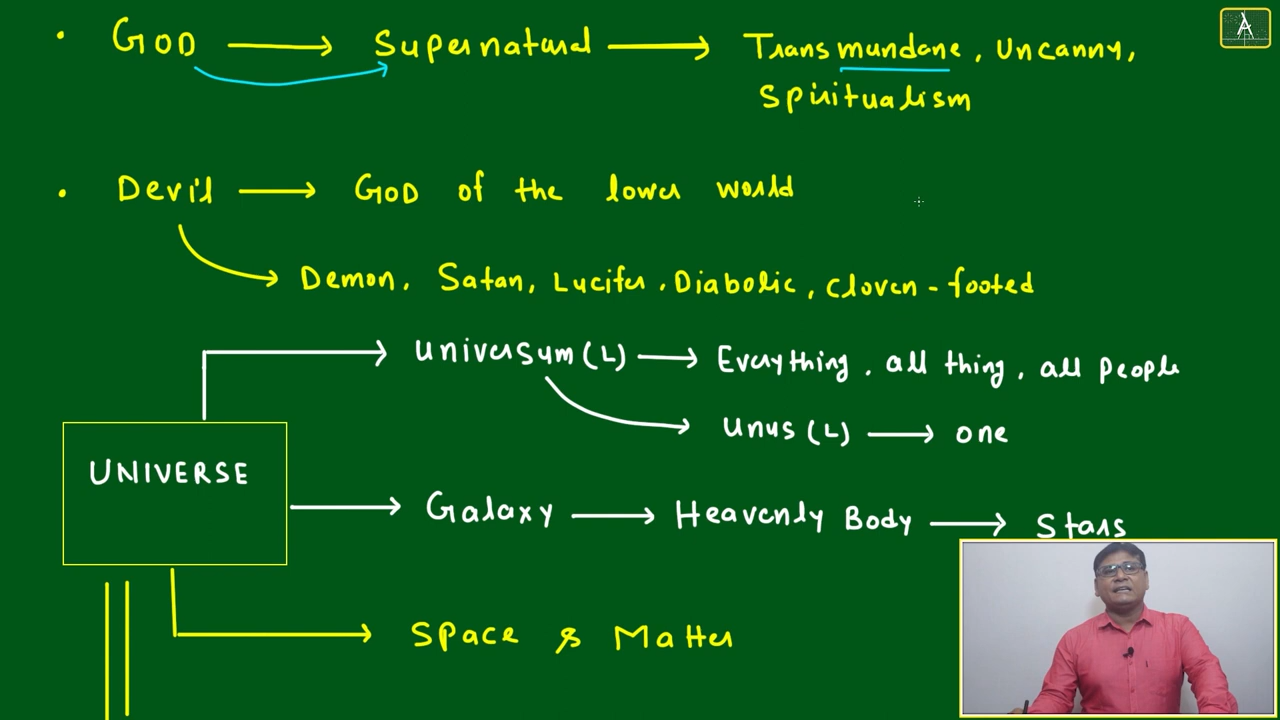 • GOD → Supernatural → Transmundane, Uncanny,
Spiritualism
• Devil → GOD of the lower world
Demon, Satan, Lucifer, Diabolic, cloven-footed
universum (L) → Everything, all thing, all people
unus (L) → one
UNIVERSE
Galaxy → Heavenly Body → Stars
Space & Matter